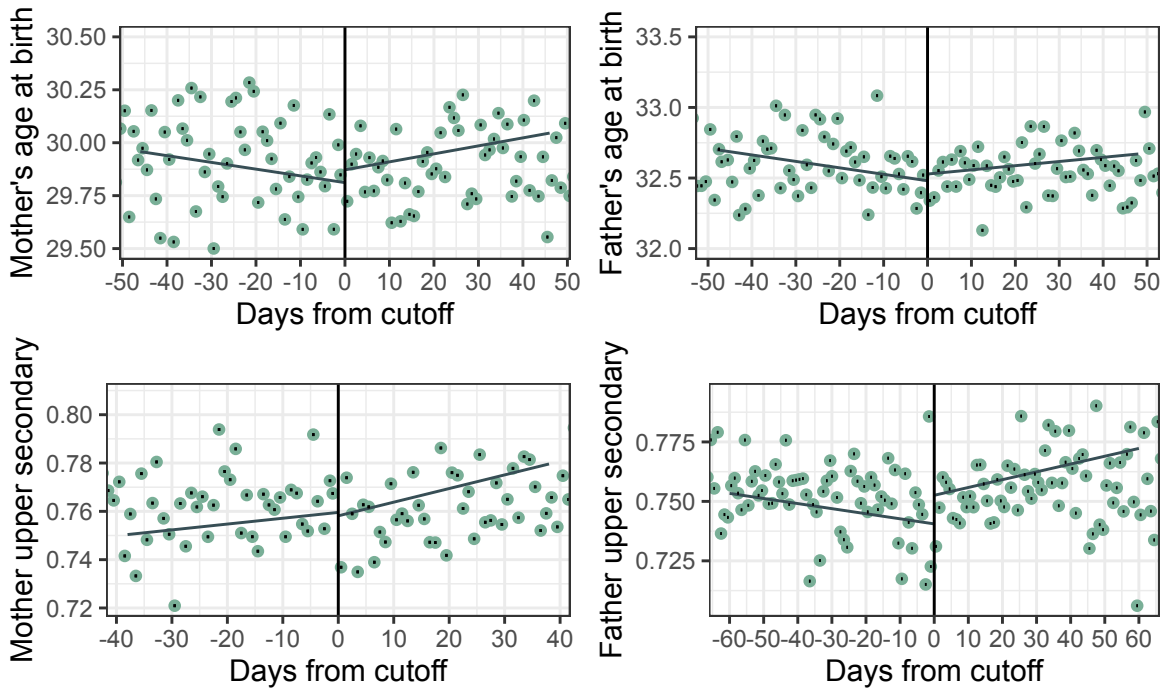 Mother's age at birth
30.50
30.25
30.00
29.75
29.50
-50 -40 -30 -20 -10 0 10 20 30 40 50
Days from cutoff
Father's age at birth
33.5
33.0
32.5
32.0
-50 -40 -30 -20 -10 0 10 20 30 40 50
Days from cutoff
Mother upper secondary
0.80
0.78
0.76
0.74
0.72
-40 -30 -20 -10 0 10 20 30 40
Days from cutoff
Father upper secondary
0.775
0.750
0.725
-60 -50 -40 -30 -20 -10 0 10 20 30 40 50 60
Days from cutoff